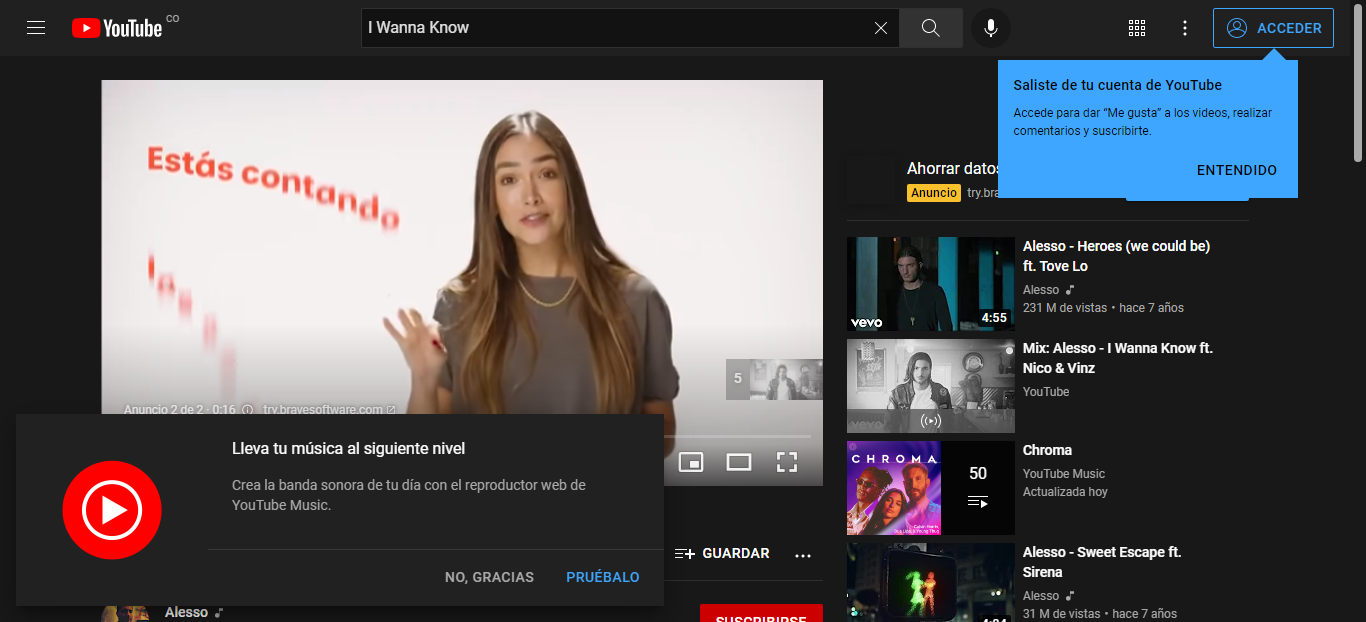 YouTube CO
I Wanna Know
ACCEDER
Saliste de tu cuenta de YouTube
Accede para dar “Me gusta” a los videos, realizar
comentarios y suscribirte.
ENTENDIDO
Estás contando
Anuncio 2 de 2 · 0:16 try.bravesoftware.com
5
Ahorrar datos
Anuncio try.bra
Alesso - Heroes (we could be)
ft. Tove Lo
Alesso
231 M de vistas • hace 7 años
vevo
4:55
Mix: Alesso - I Wanna Know ft.
Nico & Vinz
YouTube
vevo
CHROMA
50
Chroma
YouTube Music
Actualizada hoy
Alesso - Sweet Escape ft.
Sirena
Alesso
31 M de vistas • hace 7 años
Lleva tu música al siguiente nivel
Crea la banda sonora de tu día con el reproductor web de
YouTube Music.
NO, GRACIAS
PRUÉBALO
GUARDAR
Alesso
SUSCRIBIRSE